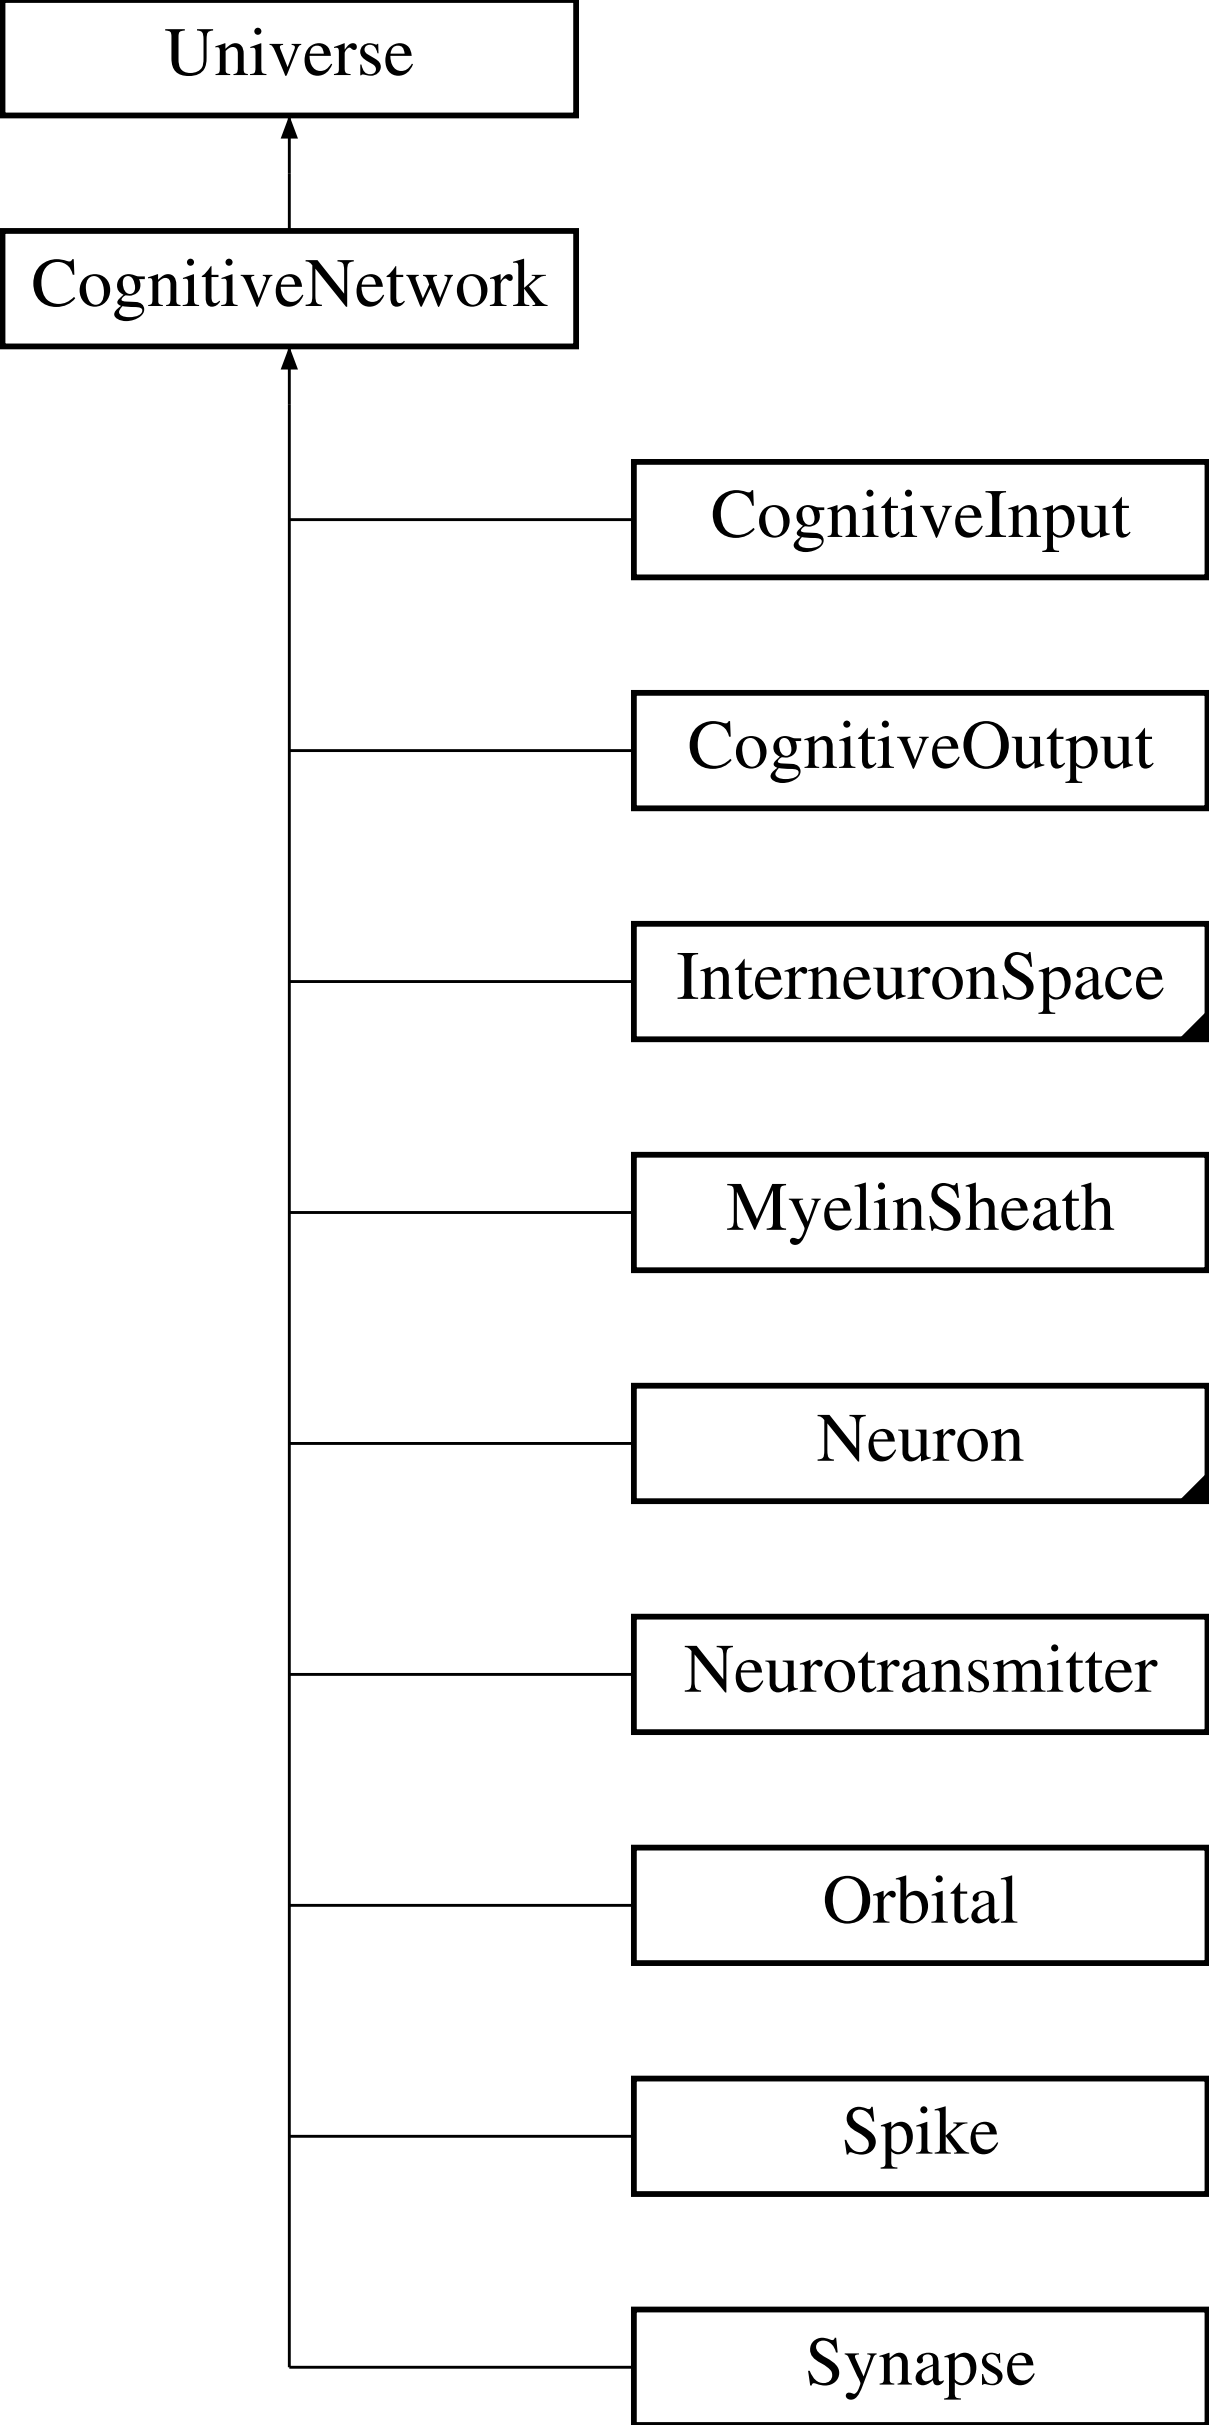 Universe
CognitiveNetwork
CognitiveInput
CognitiveOutput
InterneuronSpace
MyelinSheath
Neuron
Neurotransmitter
Orbital
Spike
Synapse